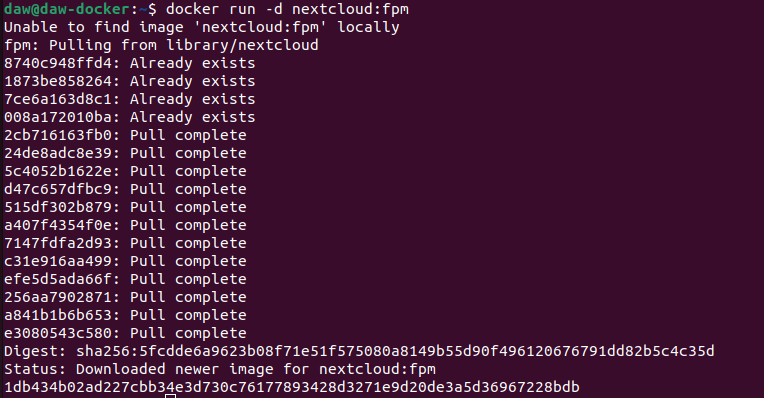 daw@daw-docker:~$ docker run -d nextcloud:fpm
Unable to find image 'nextcloud:fpm' locally
fpm: Pulling from library/nextcloud
8740c948ffd4: Already exists
1873be858264: Already exists
7ce6a163d8c1: Already exists
008a172010ba: Already exists
2cb716163fb0: Pull complete
24de8adc8e39: Pull complete
5c4052b1622e: Pull complete
d47c657dfbc9: Pull complete
515df302b879: Pull complete
a407f4354f0e: Pull complete
7147fdfa2d93: Pull complete
c31e916aa499: Pull complete
efe5d5ada66f: Pull complete
256aa7902871: Pull complete
a841b1b6b653: Pull complete
e3080543c580: Pull complete
Digest: sha256:5fcdde6a9623b08f71e51f575080a8149b55d90f496120676791dd82b5c4c35d
Status: Downloaded newer image for nextcloud:fpm
1db434b02ad227cbb34e3d730c76177893428d3271e9d20de3a5d36967228bdb